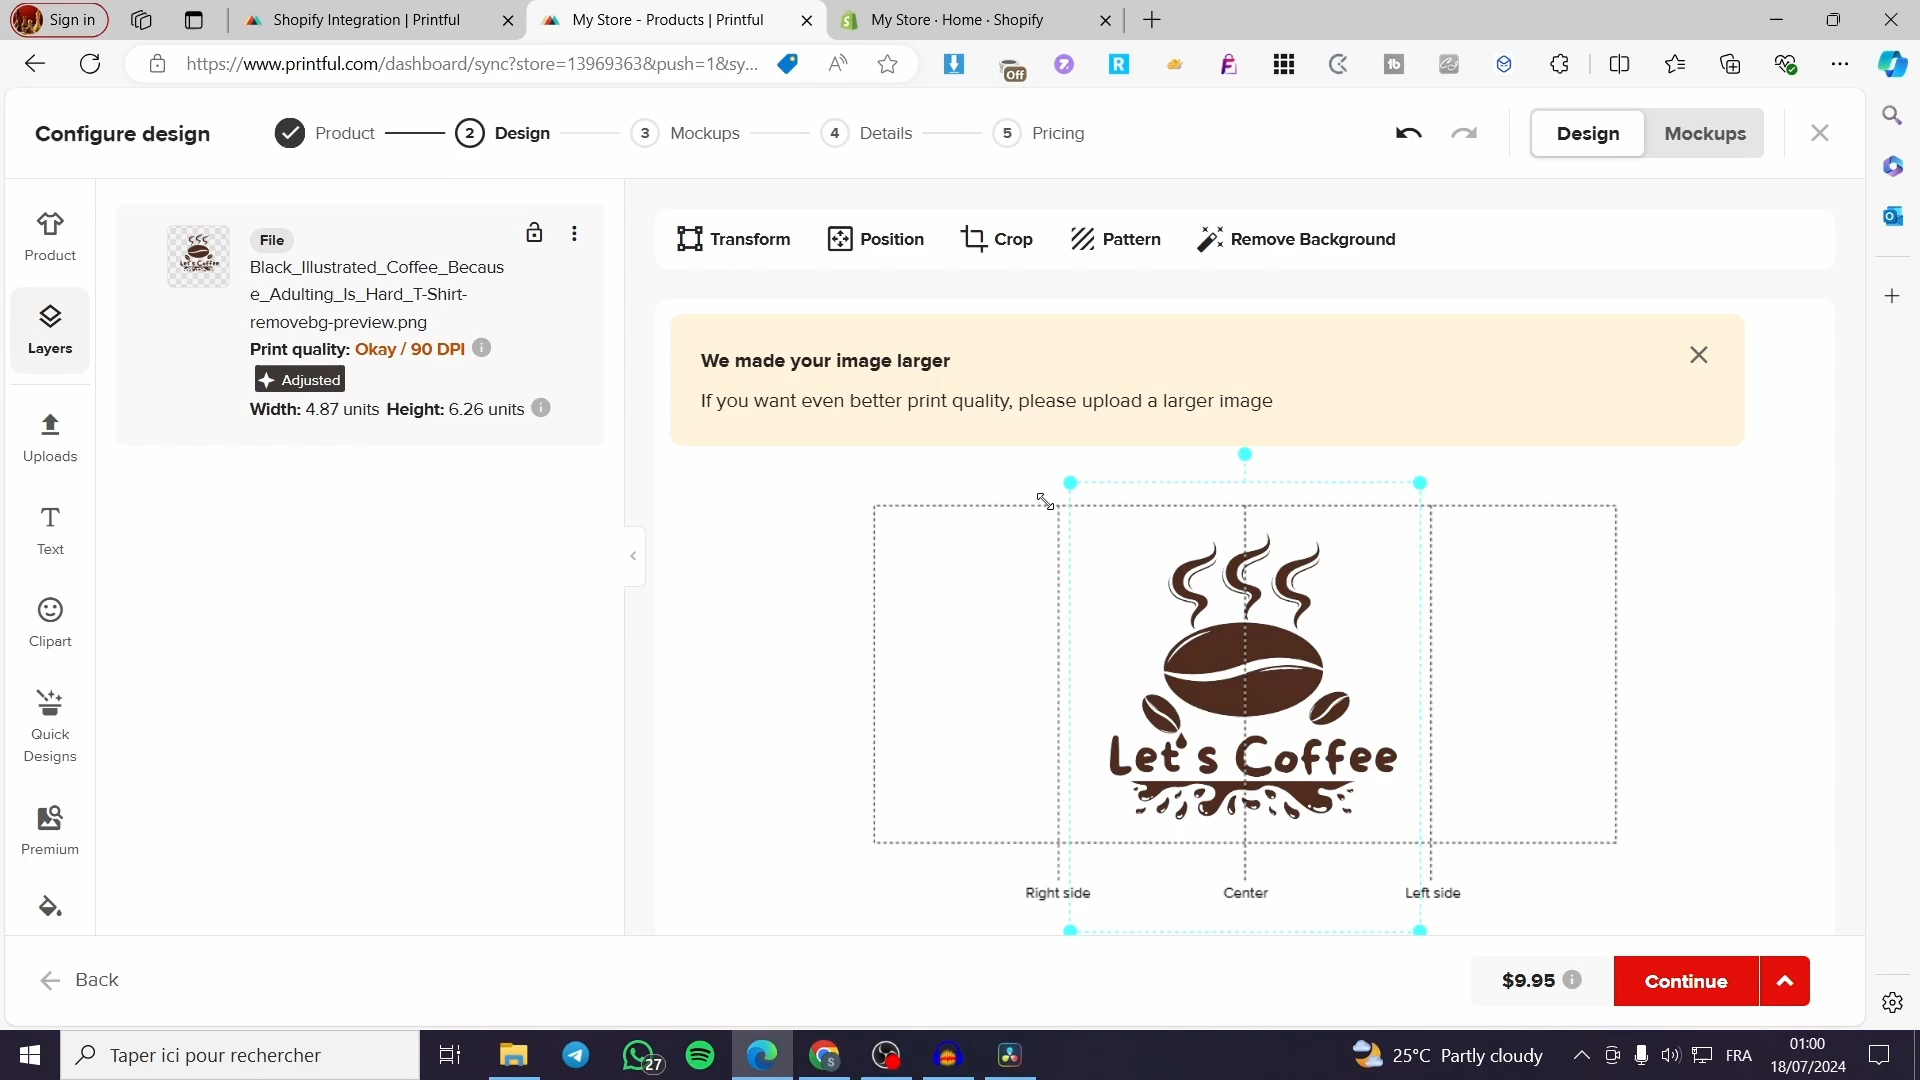 Sign in
Shopify Integration | Printful
My Store - Products | Printful
My Store · Home · Shopify
https://www.printful.com/dashboard/sync?store=13969363&push=1&sy...
Off
Configure design
Product
2 Design
3 Mockups
4 Details
5 Pricing
Design
Mockups
Product
Layers
Uploads
Text
Clipart
Quick
Designs
Premium
File
Black_Illustrated_Coffee_Becaus
e_Adulting_Is_Hard_T-Shirt-
removebg-preview.png
Print quality: Okay / 90 DPI
Adjusted
Width: 4.87 units Height: 6.26 units
Transform
Position
Crop
Pattern
Remove Background
We made your image larger
If you want even better print quality, please upload a larger image
Let's Coffee
Right side
Center
Left side
Back
$9.95
Continue
Taper ici pour rechercher
27
25°C Partly cloudy
FRA
01:00
18/07/2024